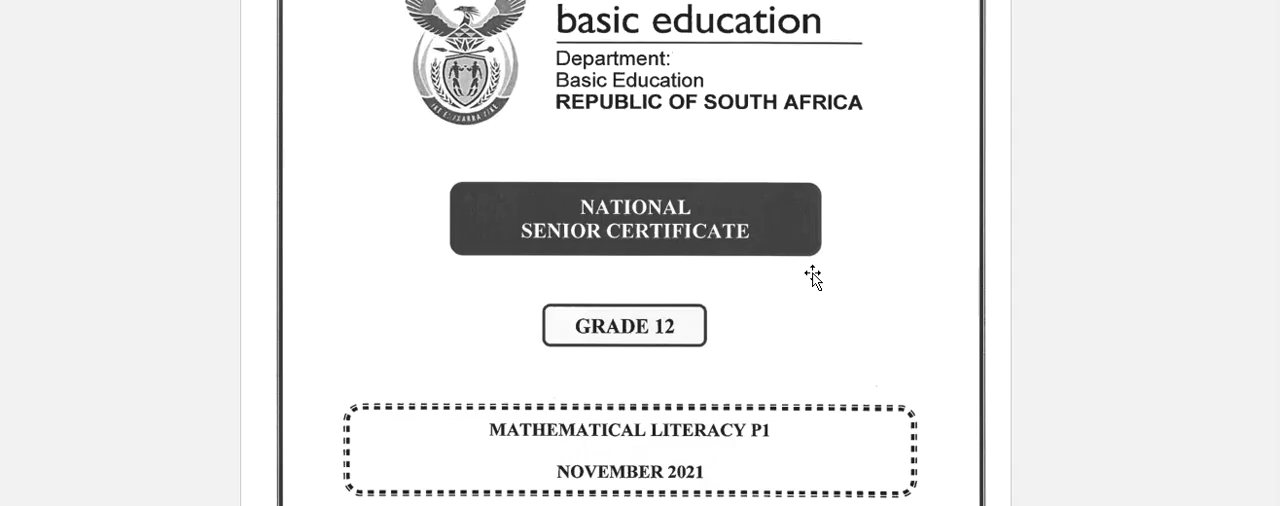 basic education
Department:
Basic Education
REPUBLIC OF SOUTH AFRICA
NATIONAL
SENIOR CERTIFICATE
GRADE 12
MATHEMATICAL LITERACY P1
NOVEMBER 2021